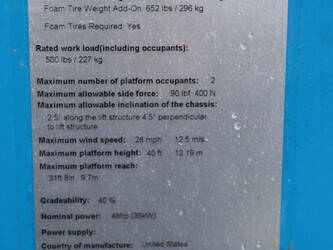 Foam Tire Weight Add-On: 652 lbs / 296 kg
Foam Tires Required: Yes
Rated work load(including occupants):
500 lbs / 227 kg
Maximum number of platform occupants: 2
Maximum allowable side force: 90 lbf 400 N
Maximum allowable inclination of the chassis:
2.5° along the lift structure 4.5° perpendicular
to lift structure
Maximum wind speed: 28 mph 12.5 m/s
Maximum platform height: 40 ft 12.19 m
Maximum platform reach:
31ft 8in 9.7m
Gradeability: 40 %
Nominal power: 48hp (36kW)
Power supply:
Country of manufacture: United States